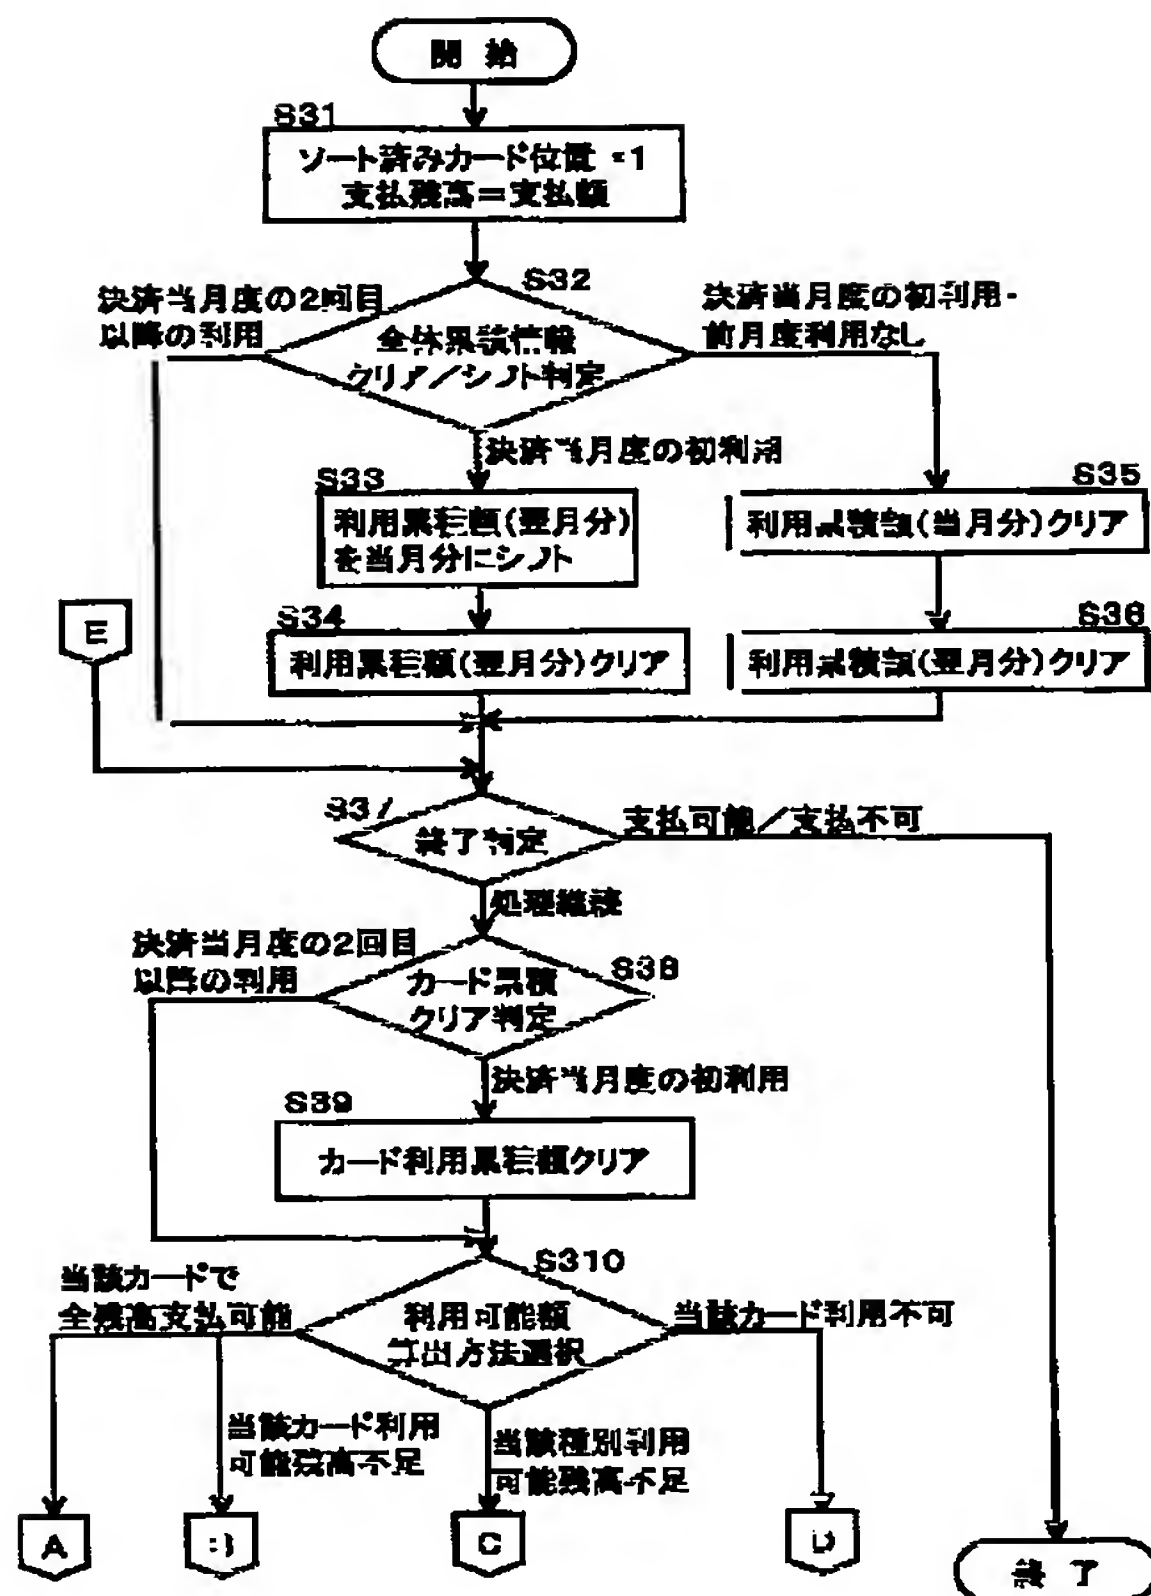 開 始
S31
ソート済みカード位置 =1
支払残高＝支払額
S32
決済当月度の2回目
以降の利用
決済当月度の初利用・
前月度利用なし
全体累積情報
クリア／シフト判定
決済当月度の初利用
S33
利用累積額(翌月分)
を当月分にシフト
S35
利用累積額(当月分)クリア
E
S34
利用累積額(翌月分)クリア
S36
利用累積額(翌月分)クリア
S37
終了判定
支払可能／支払不可
処理継続
決済当月度の2回目
以降の利用
S38
カード累積
クリア判定
決済当月度の初利用
S39
カード利用累積額クリア
S310
当該カードで
全残高支払可能
利用可能額
算出方法選択
当該カード利用不可
当該カード利用
可能残高不足
当該種別利用
可能残高不足
A
B
C
D
終 了